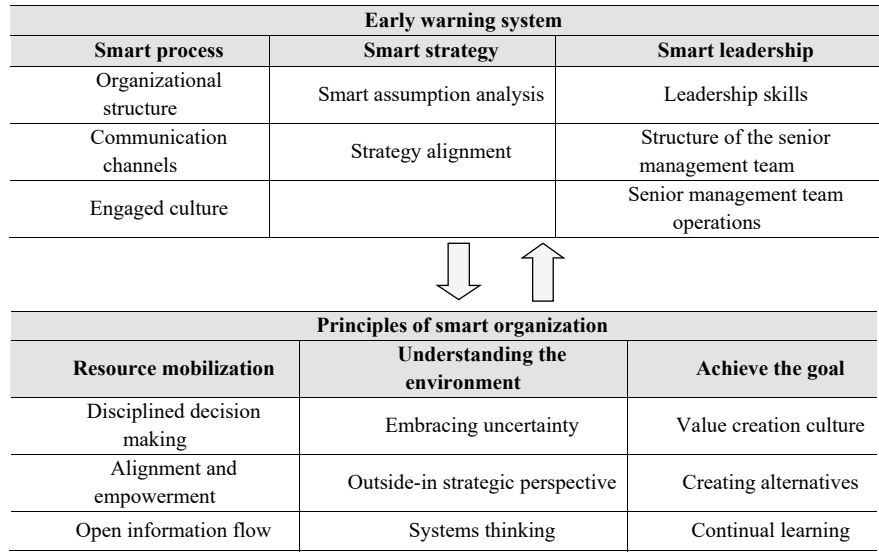 Early warning system
Smart process Smart strategy Smart leadership
Organizational
structure
Smart assumption analysis
Leadership skills
Communication
channels
Strategy alignment
Structure of the senior
management team
Engaged culture
Senior management team
operations
Principles of smart organization
Resource mobilization
Understanding the
environment
Achieve the goal
Disciplined decision
making
Embracing uncertainty
Value creation culture
Alignment and
empowerment
Outside-in strategic perspective
Creating alternatives
Open information flow
Systems thinking
Continual learning